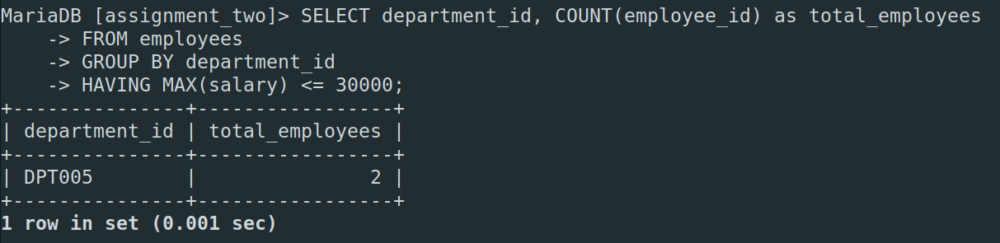 MariaDB [assignment_two]> SELECT department_id, COUNT(employee_id) as total_employees
    -> FROM employees
    -> GROUP BY department_id
    -> HAVING MAX(salary) <= 30000;
+---------------+-----------------+
| department_id | total_employees |
+---------------+-----------------+
| DPT005        |               2 |
+---------------+-----------------+
1 row in set (0.001 sec)